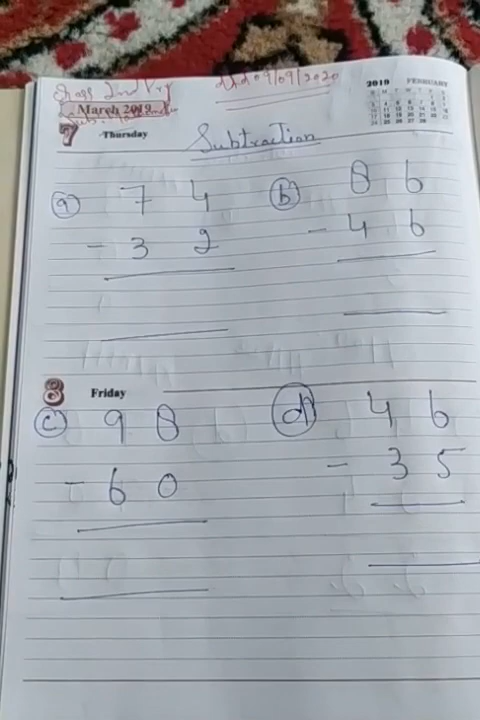 2019 FEBRUARY
Class 2nd
09/09/2020
March 2019
7 Thursday
Subtraction
a 7 4
- 3 2
b 8 6
- 4 6
8 Friday
c 9 8
- 6 0
d 4 6
- 3 5